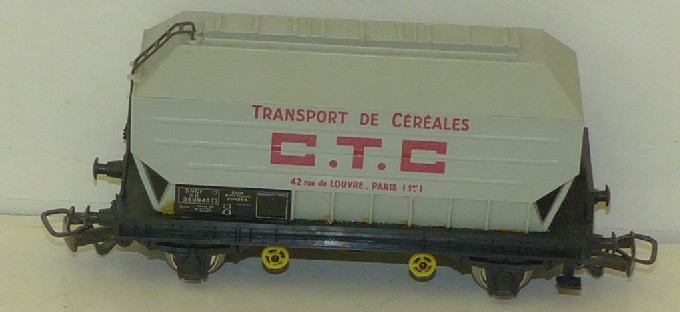 TRANSPORT DE CÉRÉALES
C.T.C
42 rue du LOUVRE. PARIS (1er)
SNCF